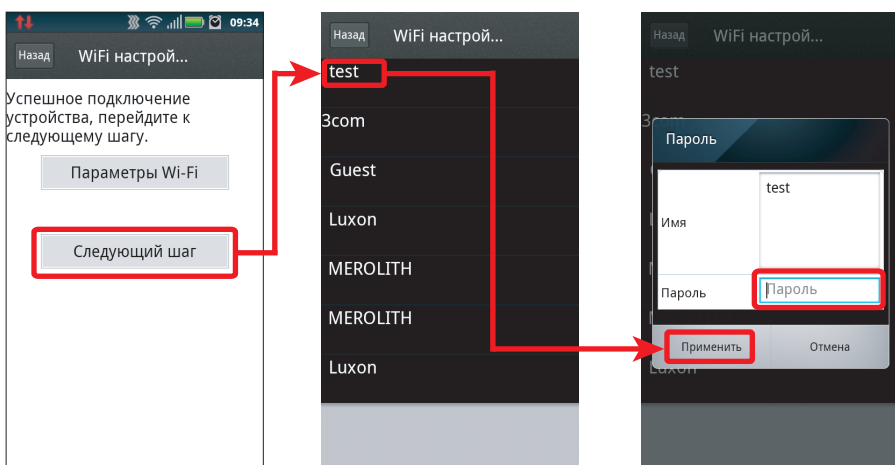 09:34
Назад
WiFi настрой...
Успешное подключение
устройства, перейдите к
следующему шагу.
Параметры Wi-Fi
Следующий шаг
Назад
WiFi настрой...
test
3com
Guest
Luxon
MEROLITH
MEROLITH
Luxon
Назад
WiFi настрой...
test
Пароль
Имя
test
Пароль
Пароль
Применить
Отмена
Luxon